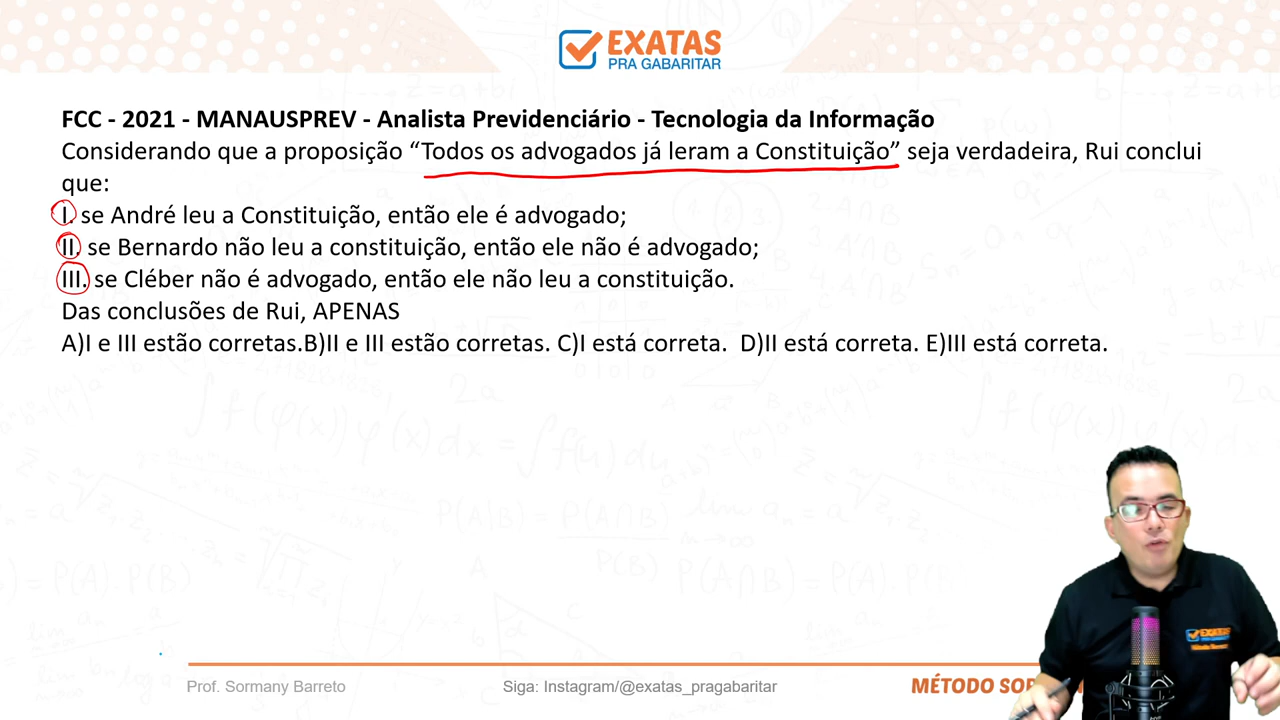 EXATAS
PRA GABARITAR
FCC - 2021 - MANAUSPREV - Analista Previdenciário - Tecnologia da Informação
Considerando que a proposição “Todos os advogados já leram a Constituição” seja verdadeira, Rui conclui
que:
I. se André leu a Constituição, então ele é advogado;
II. se Bernardo não leu a constituição, então ele não é advogado;
III. se Cléber não é advogado, então ele não leu a constituição.
Das conclusões de Rui, APENAS
A)I e III estão corretas.B)II e III estão corretas. C)I está correta.  D)II está correta. E)III está correta.
EXATAS
Prof. Sormany Barreto
Siga: Instagram/@exatas_pragabaritar
MÉTODO